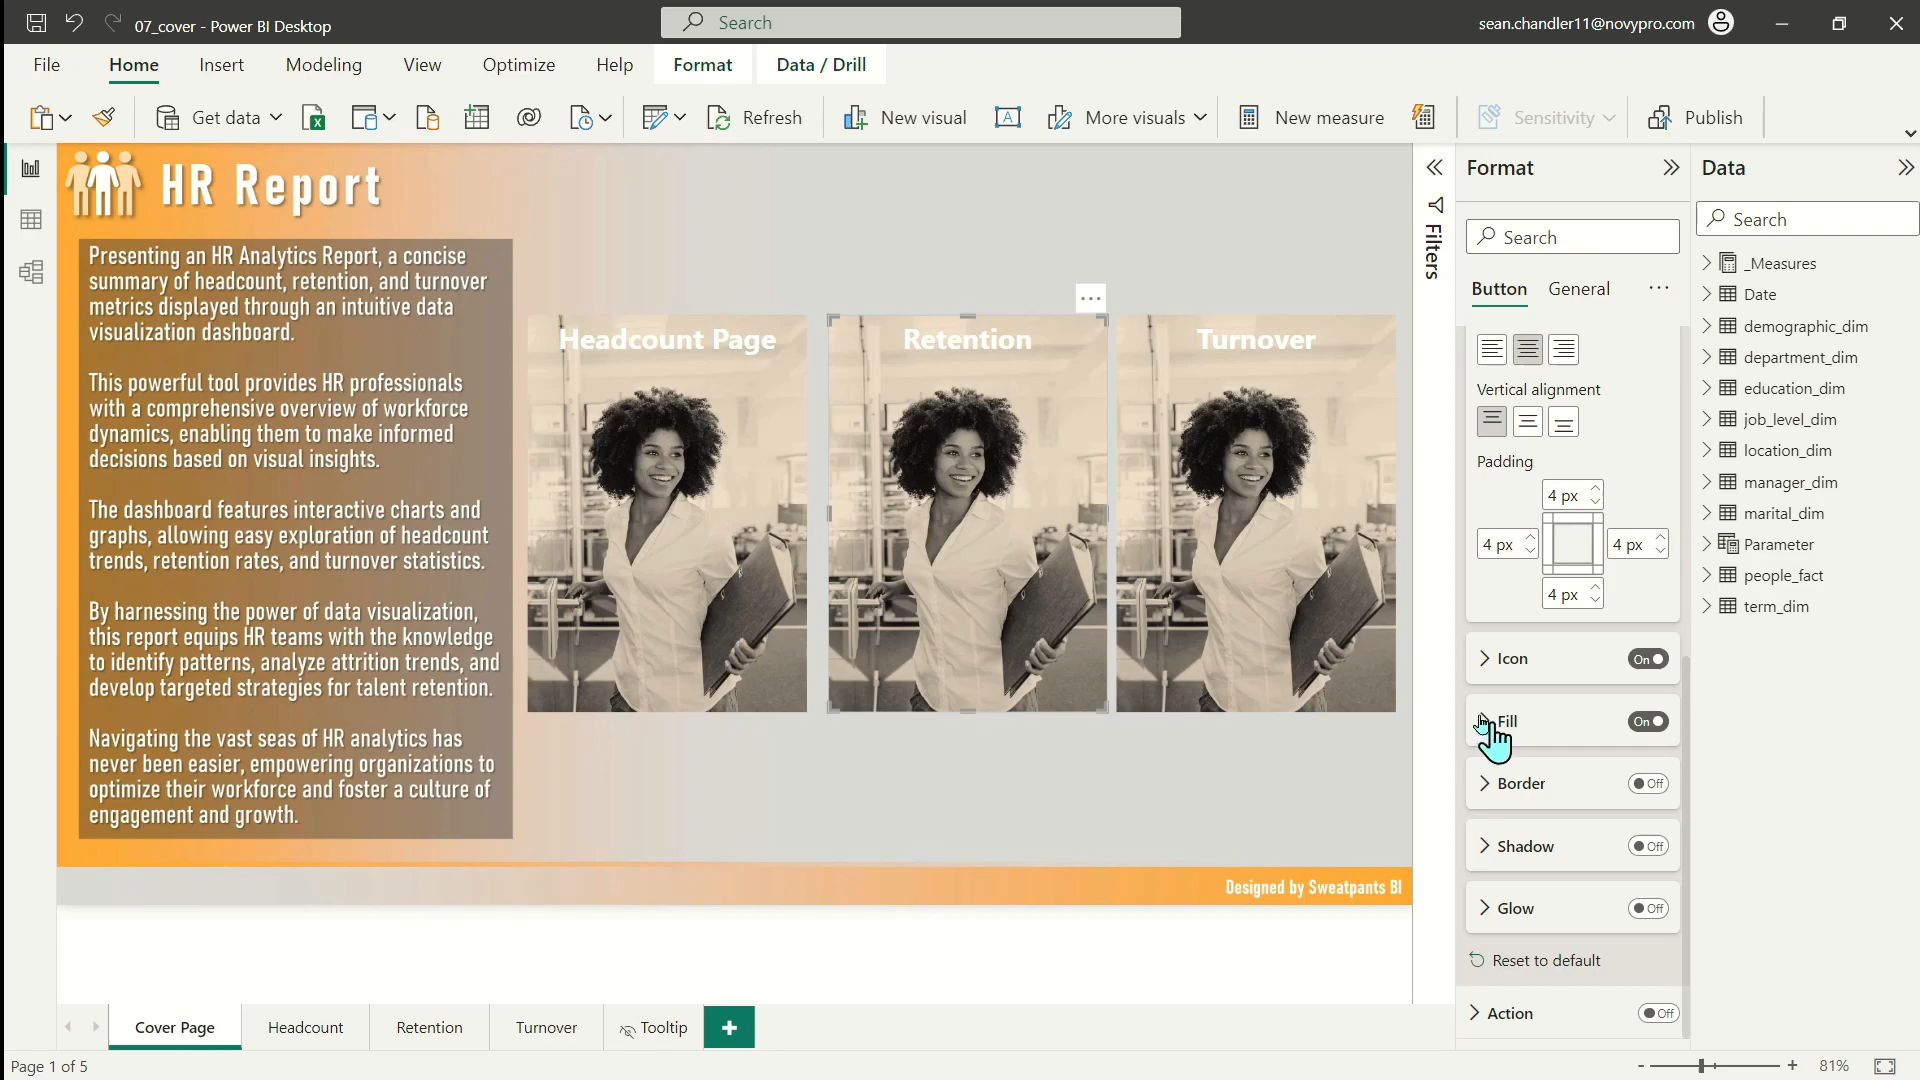 07_cover - Power BI Desktop
Search
sean.chandler11@novypro.com
File
Home
Insert
Modeling
View
Optimize
Help
Format
Data / Drill
Get data
Refresh
New visual
A
More visuals
New measure
Sensitivity
Publish
HR Report
Presenting an HR Analytics Report, a concise
summary of headcount, retention, and turnover
metrics displayed through an intuitive data
visualization dashboard.
This powerful tool provides HR professionals
with a comprehensive overview of workforce
dynamics, enabling them to make informed
decisions based on visual insights.
The dashboard features interactive charts and
graphs, allowing easy exploration of headcount
trends, retention rates, and turnover statistics.
By harnessing the power of data visualization,
this report equips HR teams with the knowledge
to identify patterns, analyze attrition trends, and
develop targeted strategies for talent retention.
Navigating the vast seas of HR analytics has
never been easier, empowering organizations to
optimize their workforce and foster a culture of
engagement and growth.
Headcount Page
Retention
Turnover
Designed by Sweatpants BI
Filters
Format
Search
Button
General
Vertical alignment
Padding
4 px
4 px
4 px
4 px
Icon
On
Fill
On
Border
Off
Shadow
Off
Glow
Off
Reset to default
Action
Off
Data
Search
_Measures
Date
demographic_dim
department_dim
education_dim
job_level_dim
location_dim
manager_dim
marital_dim
Parameter
people_fact
term_dim
Cover Page
Headcount
Retention
Turnover
Tooltip
Page 1 of 5
81%